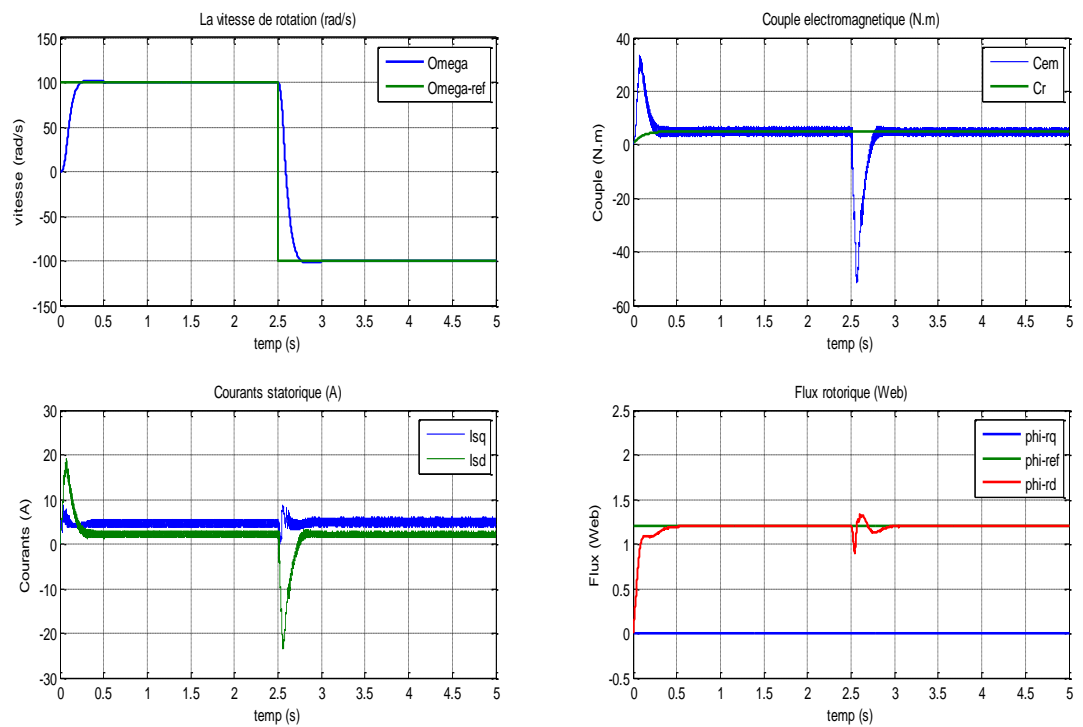 La vitesse de rotation (rad/s)
150
100
50
0
-50
-100
-150
vitesse (rad/s)
Omega
Omega-ref
0 0.5 1 1.5 2 2.5 3 3.5 4 4.5 5
temp (s)
Couple electromagnetique (N.m)
40
20
0
-20
-40
-60
Couple (N.m)
Cem
Cr
0 0.5 1 1.5 2 2.5 3 3.5 4 4.5 5
temp (s)
Courants statorique (A)
30
20
10
0
-10
-20
-30
Courants (A)
Isq
Isd
0 0.5 1 1.5 2 2.5 3 3.5 4 4.5 5
temp (s)
Flux rotorique (Web)
2.5
2
1.5
1
0.5
0
-0.5
Flux (Web)
phi-rq
phi-ref
phi-rd
0 0.5 1 1.5 2 2.5 3 3.5 4 4.5 5
temp (s)